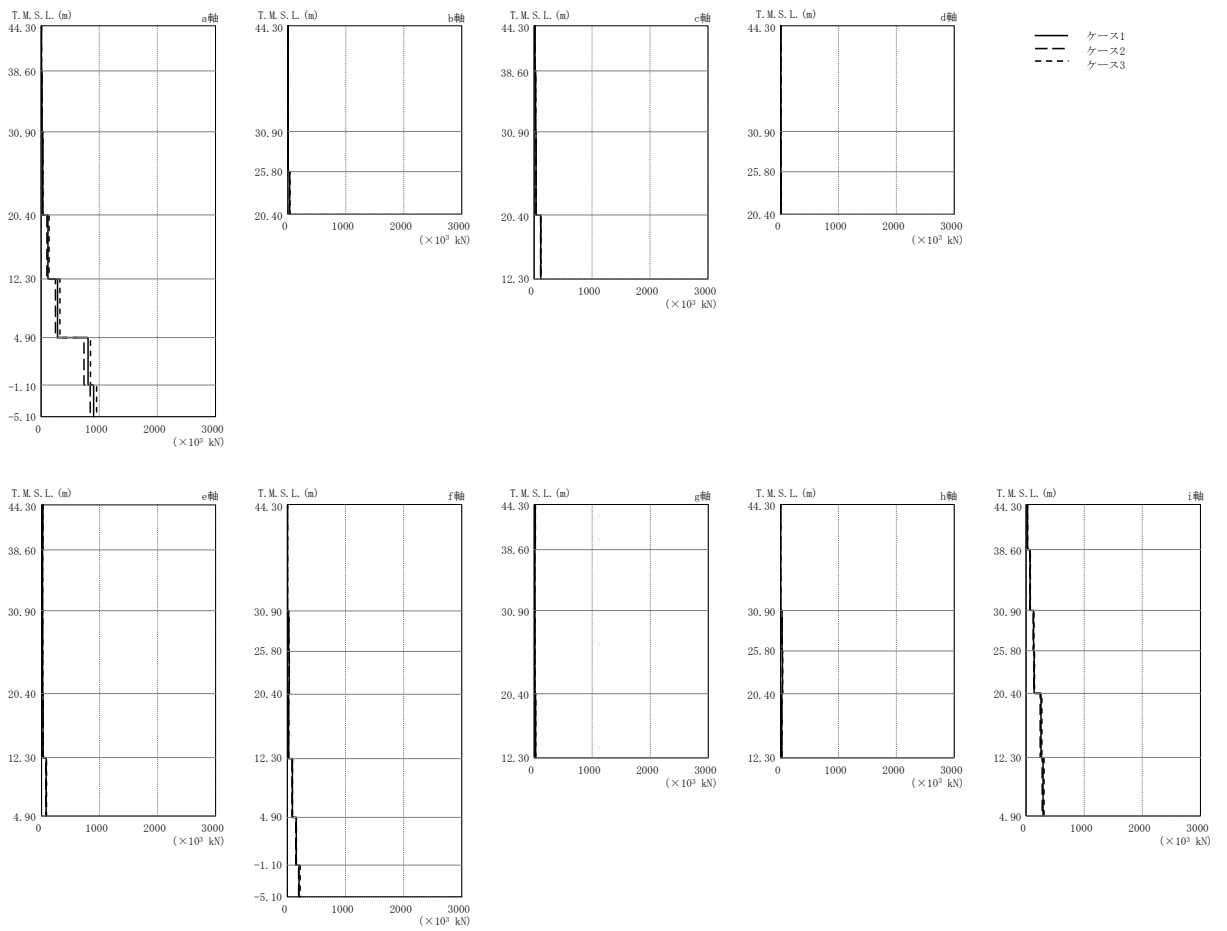 T.M.S.L.(m) a軸
44.30
38.60
30.90
20.40
12.30
4.90
-1.10
-5.10
0 1000 2000 3000
(×10³ kN)
T.M.S.L.(m) b軸
44.30
30.90
25.80
20.40
0 1000 2000 3000
(×10³ kN)
T.M.S.L.(m) c軸
44.30
38.60
30.90
20.40
12.30
0 1000 2000 3000
(×10³ kN)
T.M.S.L.(m) d軸
44.30
30.90
25.80
20.40
0 1000 2000 3000
(×10³ kN)
ケース1
ケース2
ケース3
T.M.S.L.(m) e軸
44.30
38.60
30.90
20.40
12.30
4.90
0 1000 2000 3000
(×10³ kN)
T.M.S.L.(m) f軸
44.30
30.90
25.80
20.40
12.30
4.90
-1.10
-5.10
0 1000 2000 3000
(×10³ kN)
T.M.S.L.(m) g軸
44.30
38.60
30.90
20.40
12.30
0 1000 2000 3000
(×10³ kN)
T.M.S.L.(m) h軸
44.30
30.90
25.80
20.40
12.30
0 1000 2000 3000
(×10³ kN)
T.M.S.L.(m) i軸
44.30
38.60
30.90
25.80
20.40
12.30
4.90
0 1000 2000 3000
(×10³ kN)